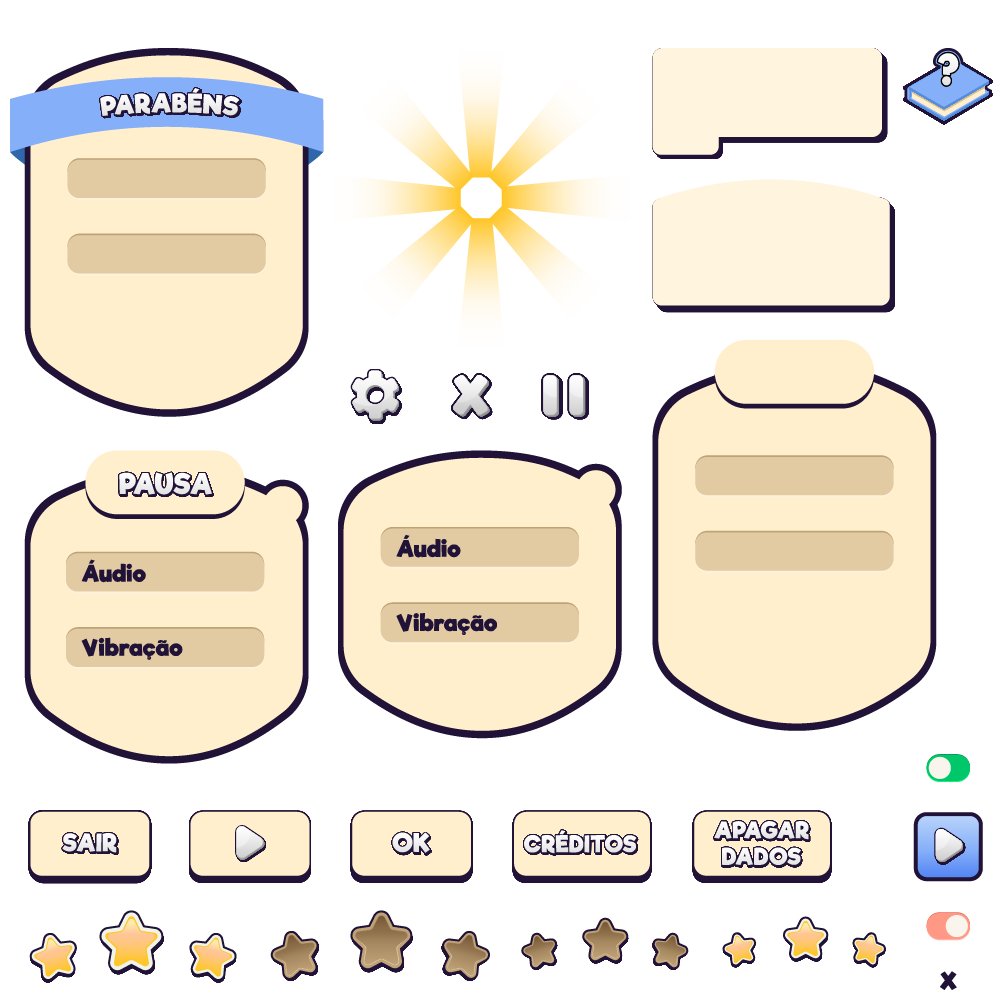 PARABÉNS
?
PAUSA
Áudio
Vibração
Áudio
Vibração
SAIR
OK
CRÉDITOS
APAGAR
DADOS